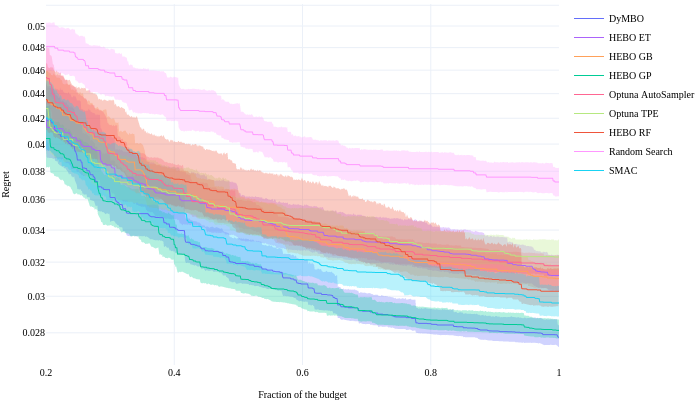 0.05
0.048
0.046
0.044
0.042
0.04
0.038
0.036
0.034
0.032
0.03
0.028
Regret
0.2
0.4
0.6
0.8
1
Fraction of the budget
DyMBO
HEBO ET
HEBO GB
HEBO GP
Optuna AutoSampler
Optuna TPE
HEBO RF
Random Search
SMAC